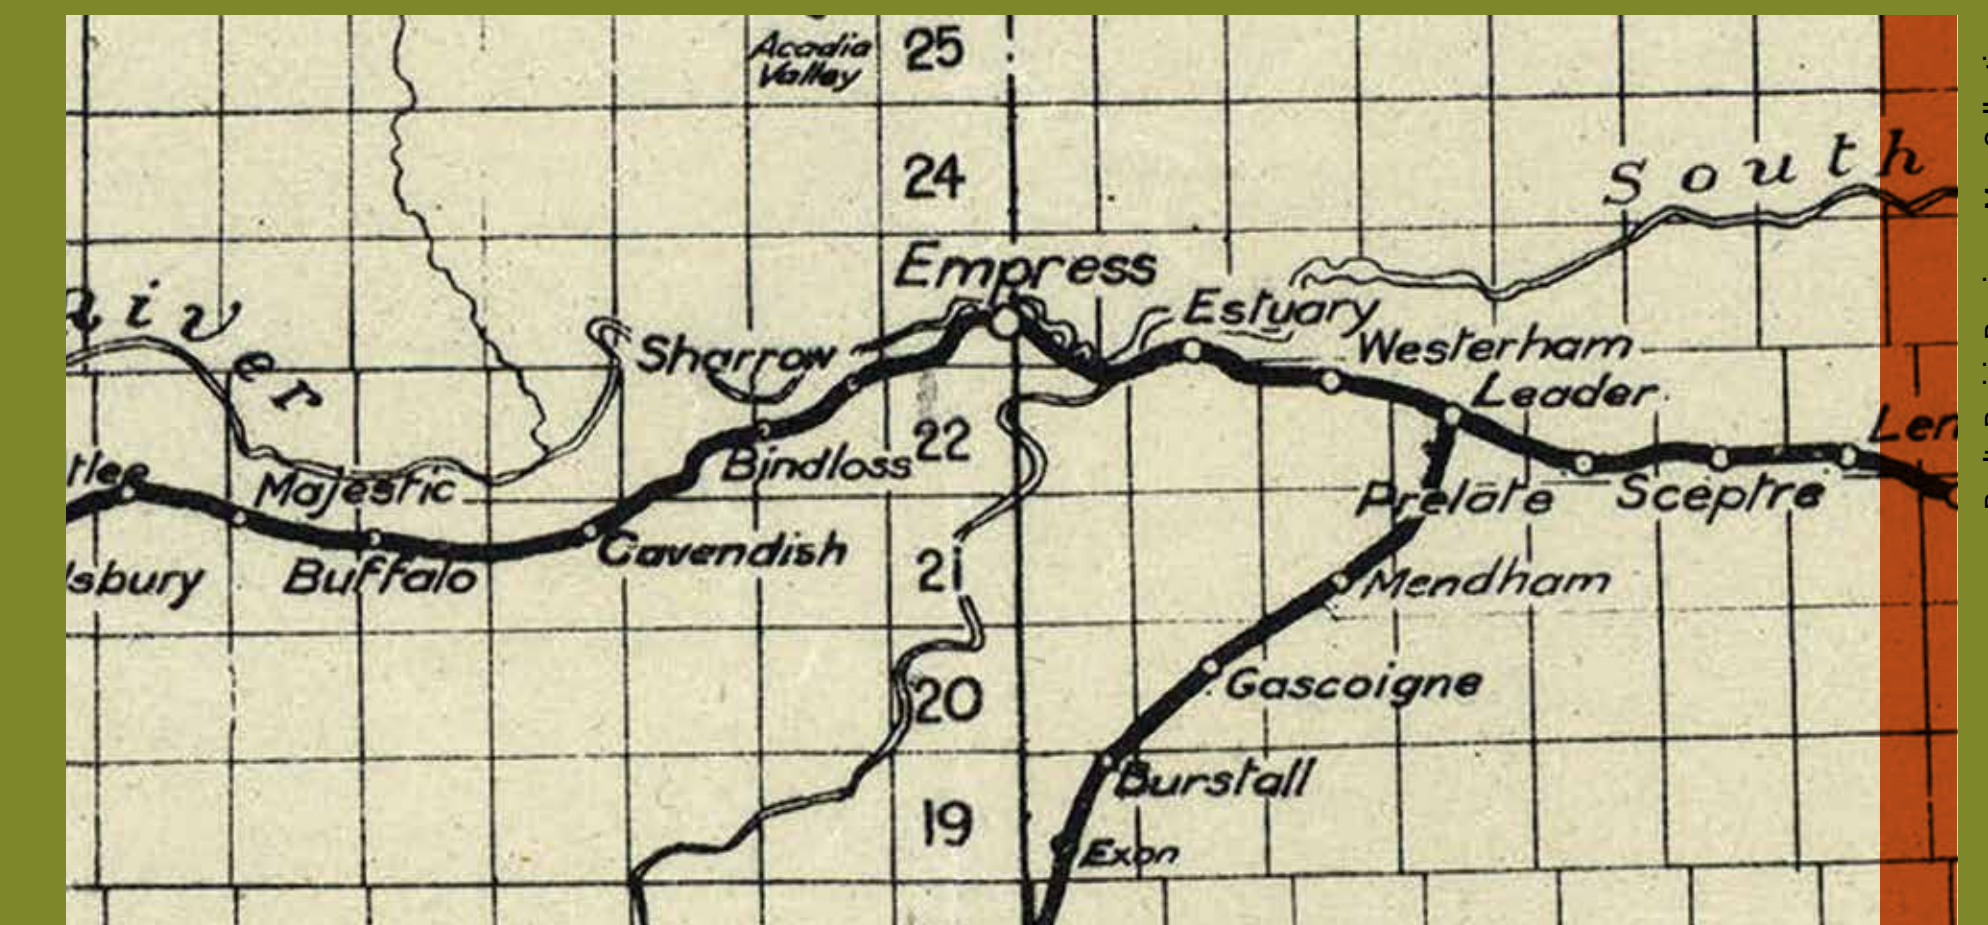 Acadia
Valley
25
South
24
River
Empress
Estuary
Sharrow
Westerham
Leader
22
Bindloss
Majestic
Prelate
Sceptre
Cavendish
21
Buffalo
Mendham
20
Gascoigne
Burstall
19
Exon